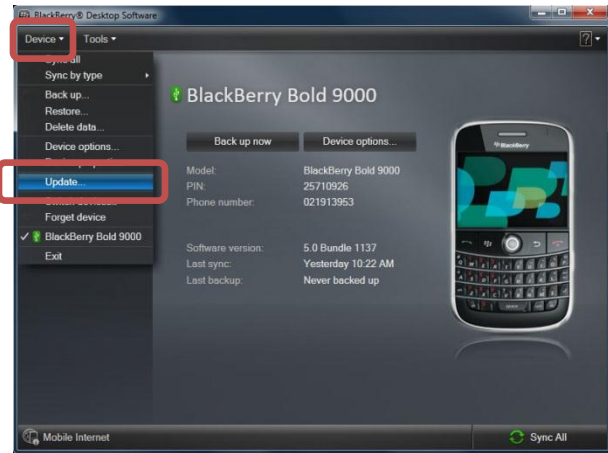 BlackBerry® Desktop Software
Device Tools ?
Sync all
Sync by type
Back up...
Restore...
Delete data...
Device options...
Update...
Forget device
BlackBerry Bold 9000
Exit
BlackBerry Bold 9000
Back up now Device options...
Model: BlackBerry Bold 9000
PIN: 25710926
Phone number: 021913953
Software version: 5.0 Bundle 1137
Last sync: Yesterday 10:22 AM
Last backup: Never backed up
BlackBerry
Mobile Internet Sync All